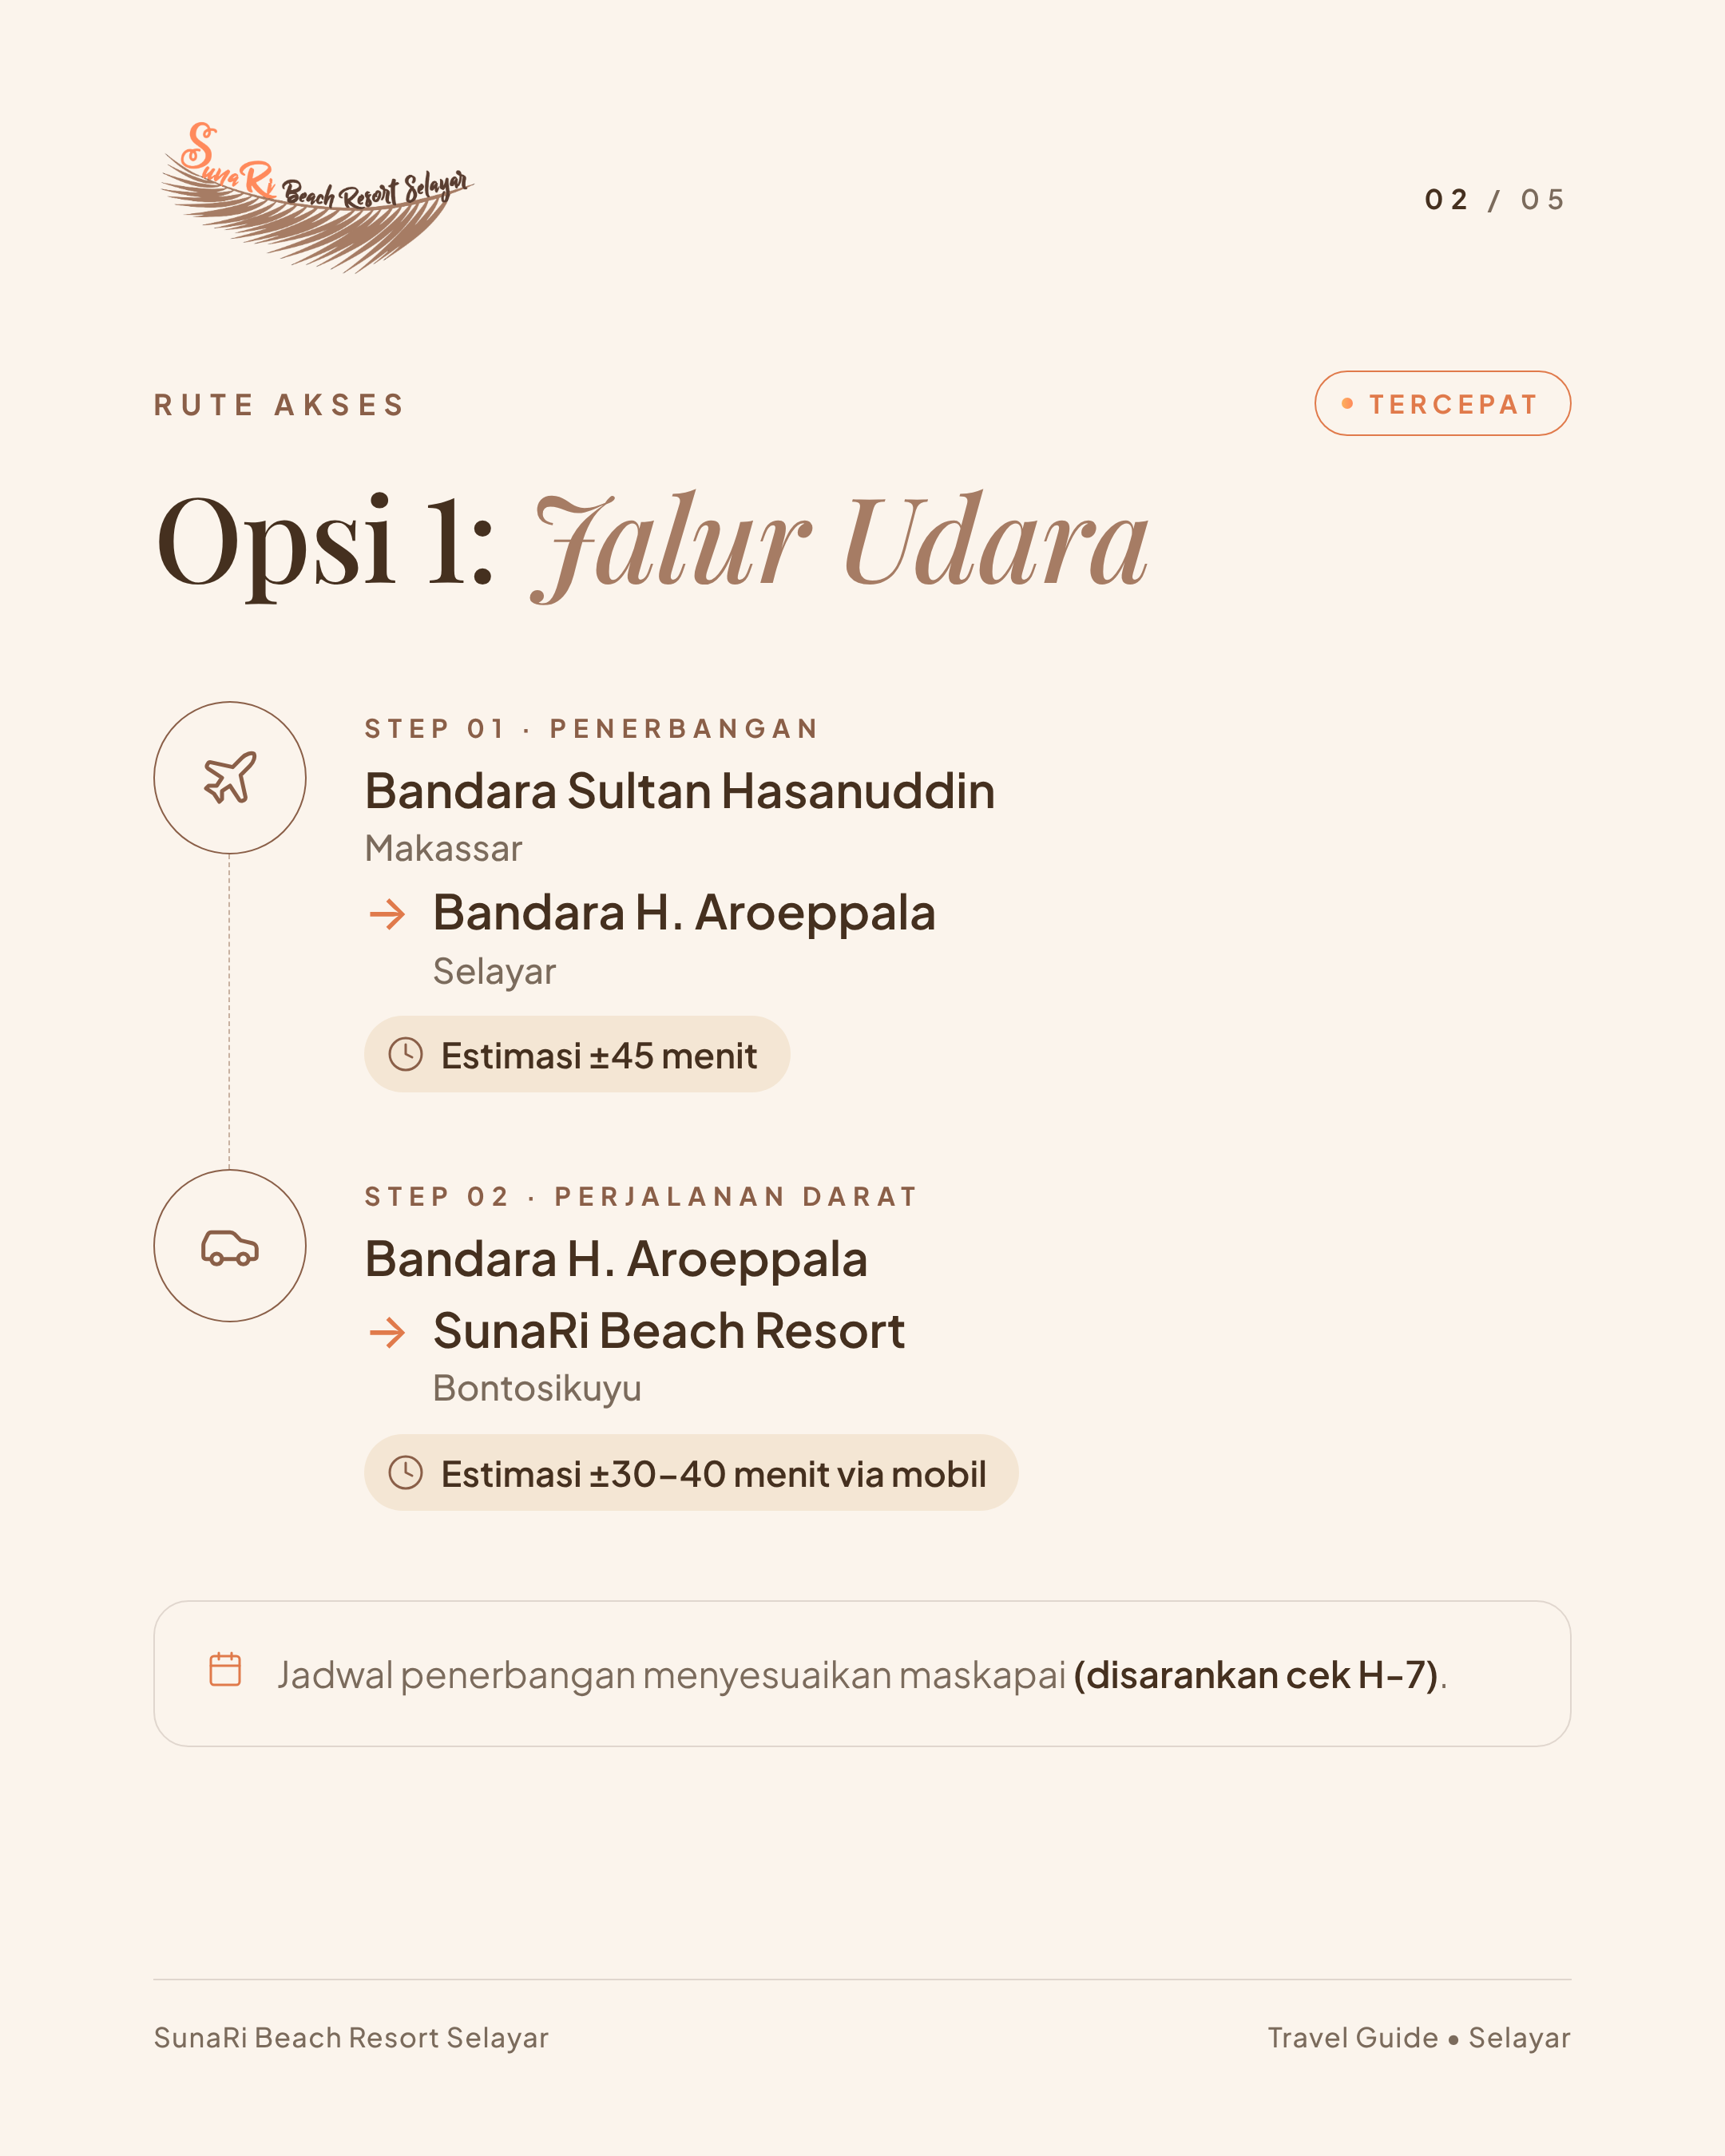 SunaRi Beach Resort Selayar
02 / 05
RUTE AKSES
• TERCEPAT
Opsi 1: Jalur Udara
STEP 01 · PENERBANGAN
Bandara Sultan Hasanuddin
Makassar
→ Bandara H. Aroeppala
Selayar
Estimasi ±45 menit
STEP 02 · PERJALANAN DARAT
Bandara H. Aroeppala
→ SunaRi Beach Resort
Bontosikuyu
Estimasi ±30–40 menit via mobil
Jadwal penerbangan menyesuaikan maskapai (disarankan cek H–7).
SunaRi Beach Resort Selayar
Travel Guide • Selayar